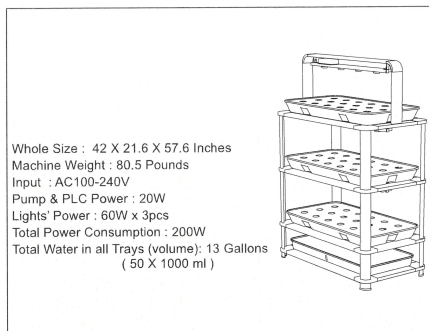 Whole Size : 42 X 21.6 X 57.6 Inches
Machine Weight : 80.5 Pounds
Input : AC100-240V
Pump & PLC Power : 20W
Lights' Power : 60W x 3pcs
Total Power Consumption : 200W
Total Water in all Trays (volume): 13 Gallons
( 50 X 1000 ml )